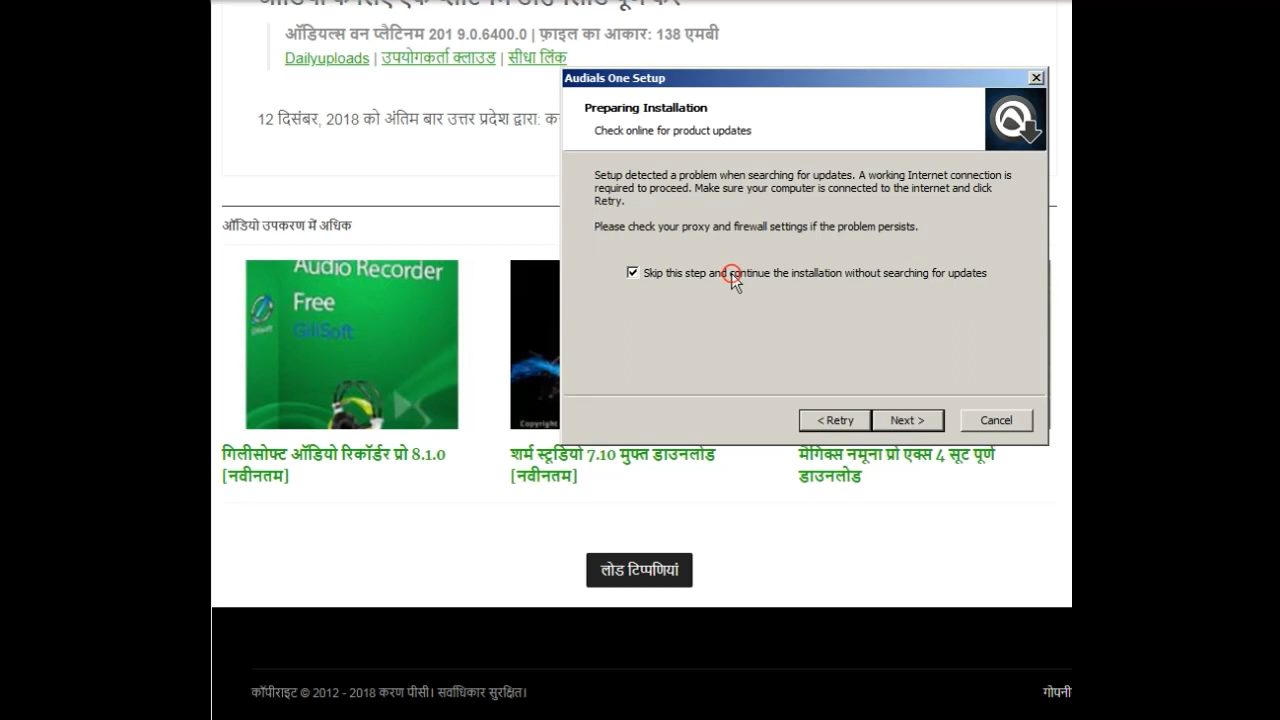 ऑडियल्स वन प्लैटिनम 201 9.0.6400.0 | फ़ाइल का आकार: 138 एमबी
Dailyuploads | उपयोगकर्ता क्लाउड | सीधा लिंक
Audials One Setup
Preparing Installation
Check online for product updates
12 दिसंबर, 2018 को अंतिम बार उत्तर प्रदेश द्वारा:
Setup detected a problem when searching for updates. A working Internet connection is
required to proceed. Make sure your computer is connected to the internet and click
Retry.
Please check your proxy and firewall settings if the problem persists.
Skip this step and continue the installation without searching for updates
< Retry
Next >
Cancel
ऑडियो उपकरण में अधिक
Audio Recorder
Free
GiliSoft
Copyright
गिलीसोफ्ट ऑडियो रिकॉर्डर प्रो 8.1.0
[नवीनतम]
शर्म स्टूडियो 7.10 मुफ्त डाउनलोड
[नवीनतम]
मैगिक्स नमूना प्रो एक्स 4 सूट पूर्ण
डाउनलोड
लोड टिप्पणियां
कॉपीराइट © 2012 - 2018 करण पीसी। सर्वाधिकार सुरक्षित।
गोपनी